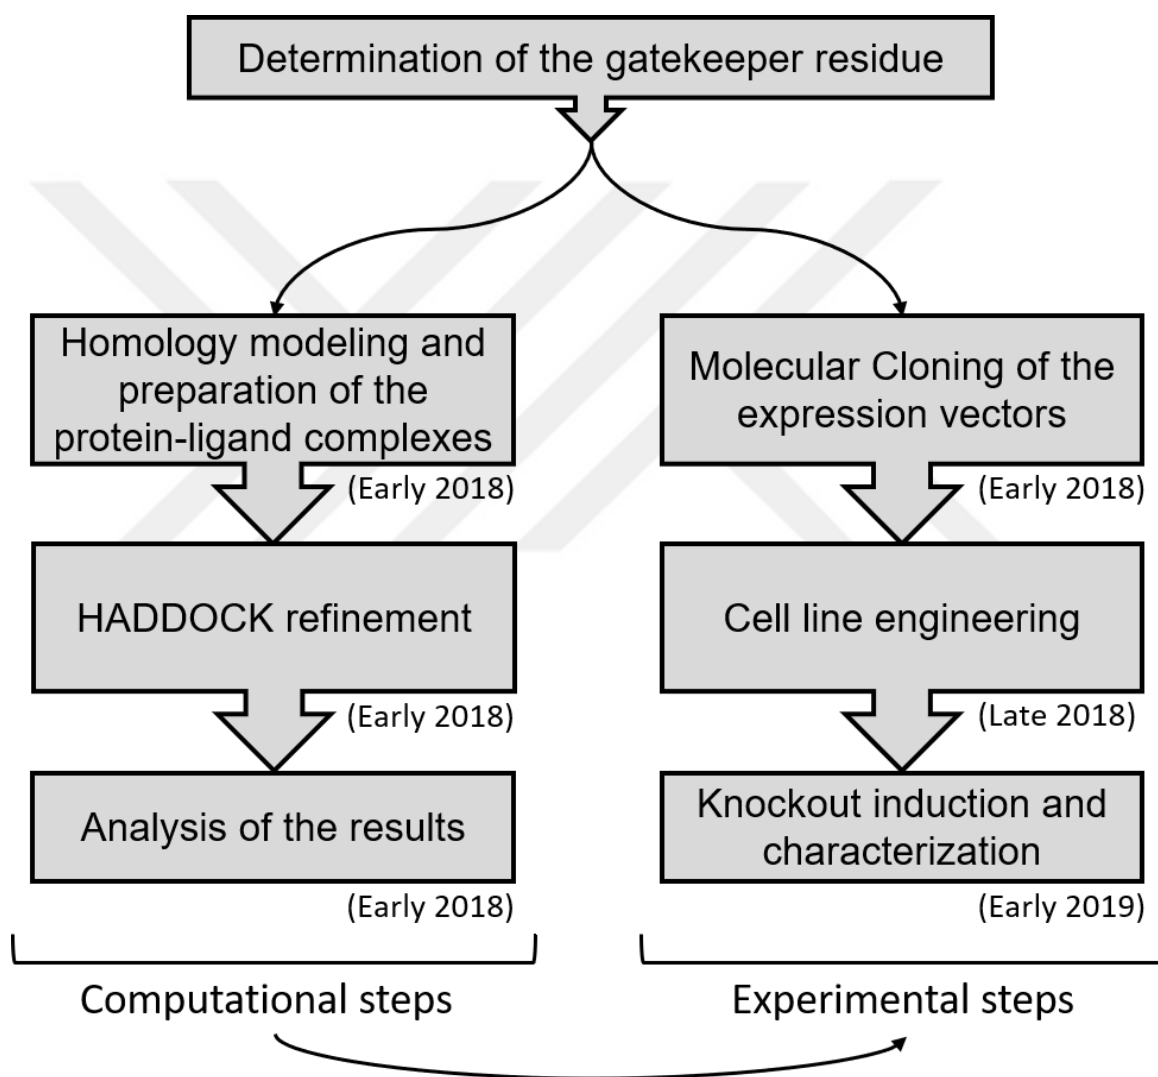 Determination of the gatekeeper residue
Homology modeling and
preparation of the
protein-ligand complexes
(Early 2018)
HADDOCK refinement
(Early 2018)
Analysis of the results
(Early 2018)
Computational steps
Molecular Cloning of the
expression vectors
(Early 2018)
Cell line engineering
(Late 2018)
Knockout induction and
characterization
(Early 2019)
Experimental steps